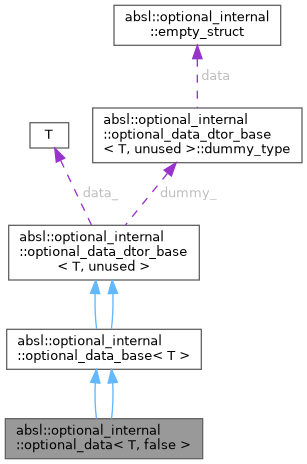 absl::optional_internal
::empty_struct
data
T
absl::optional_internal
::optional_data_dtor_base
< T, unused >::dummy_type
data_
dummy_
absl::optional_internal
::optional_data_dtor_base
< T, unused >
absl::optional_internal
::optional_data_base< T >
absl::optional_internal
::optional_data< T, false >